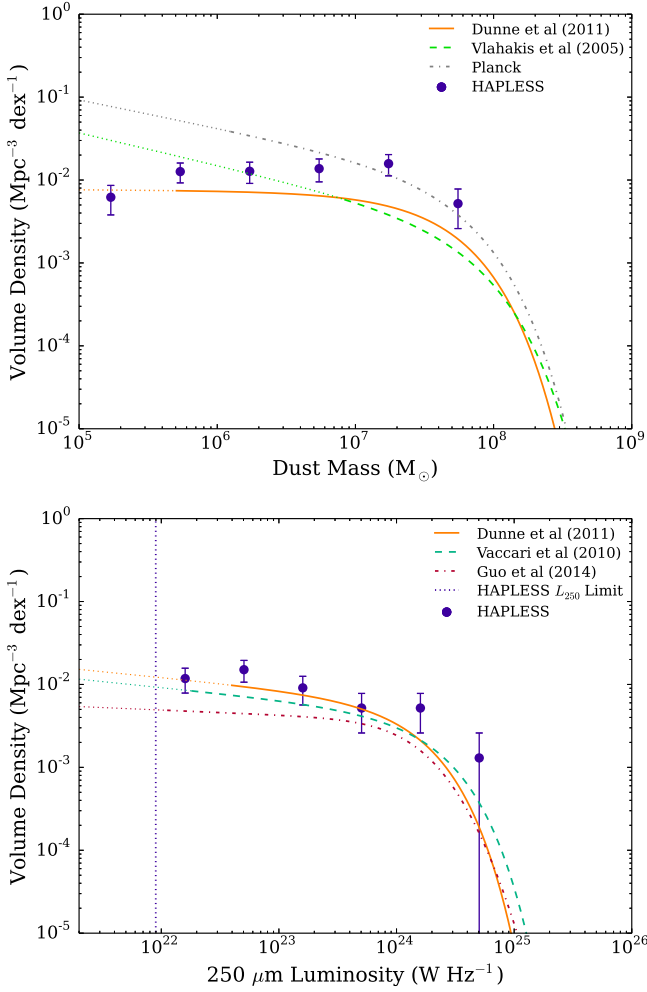 10⁰
10⁻¹
10⁻²
10⁻³
10⁻⁴
10⁻⁵
Volume Density (Mpc⁻³ dex⁻¹)
Dunne et al (2011)
Vlahakis et al (2005)
Planck
HAPLESS
10⁵ 10⁶ 10⁷ 10⁸ 10⁹
Dust Mass (M☉)
10⁰
10⁻¹
10⁻²
10⁻³
10⁻⁴
10⁻⁵
Volume Density (Mpc⁻³ dex⁻¹)
Dunne et al (2011)
Vaccari et al (2010)
Guo et al (2014)
HAPLESS L₂₅₀ Limit
HAPLESS
10²² 10²³ 10²⁴ 10²⁵ 10²⁶
250 μm Luminosity (W Hz⁻¹)